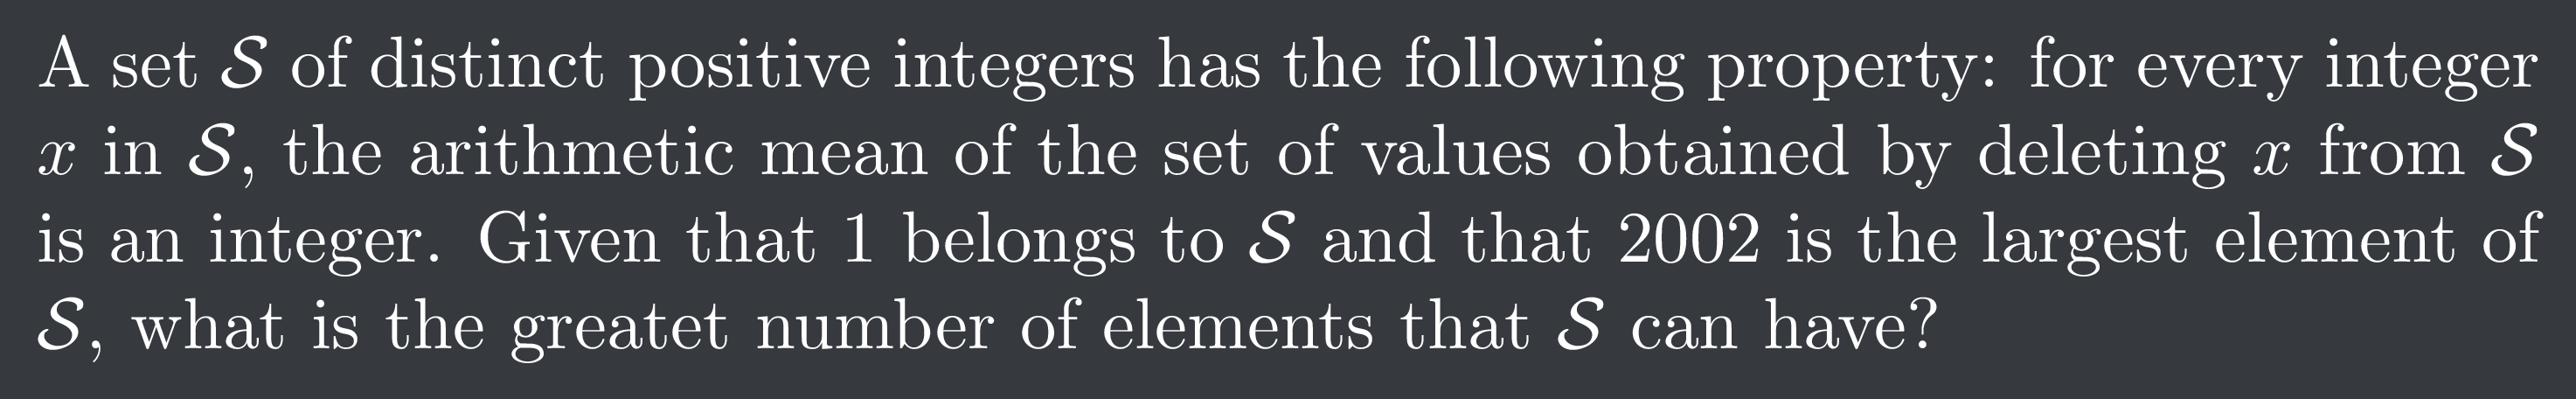 A set 𝒮 of distinct positive integers has the following property: for every integer
x in 𝒮, the arithmetic mean of the set of values obtained by deleting x from 𝒮
is an integer. Given that 1 belongs to 𝒮 and that 2002 is the largest element of
𝒮, what is the greatet number of elements that 𝒮 can have?